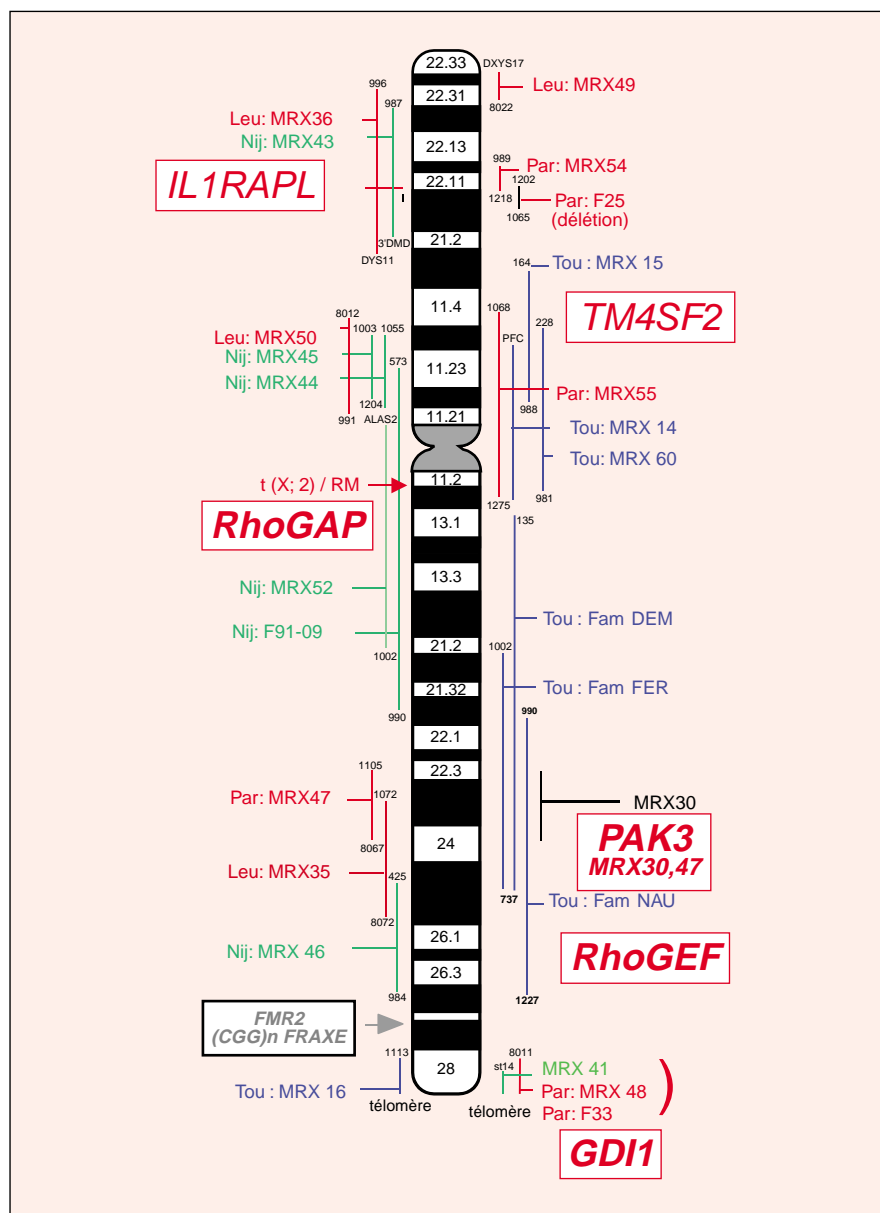 22.33
DXYS17
996
22.31
Leu: MRX49
987
8022
Leu: MRX36
Nij: MRX43
22.13
989
Par: MRX54
1202
IL1RAPL
22.11
1218
Par: F25
(délétion)
1065
21.2
3'DMD
DYS11
164
Tou : MRX 15
11.4
1068
TM4SF2
8012
228
1003
1055
Leu: MRX50
PFC
Nij: MRX45
573
11.23
Nij: MRX44
Par: MRX55
1204
988
991
ALAS2
11.21
Tou: MRX 14
Tou: MRX 60
t (X; 2) / RM
11.2
981
1275
RhoGAP
13.1
135
13.3
Nij: MRX52
Tou : Fam DEM
Nij: F91-09
21.2
1002
1002
21.32
Tou : Fam FER
990
990
22.1
1105
22.3
Par: MRX47
1072
MRX30
PAK3
MRX30,47
24
8067
Leu: MRX35
425
737
Tou : Fam NAU
8072
26.1
Nij: MRX 46
RhoGEF
26.3
984
1227
FMR2
(CGG)n FRAXE
1113
8011
st14
28
MRX 41
Tou : MRX 16
Par: MRX 48
télomère
télomère
Par: F33
)
GDI1